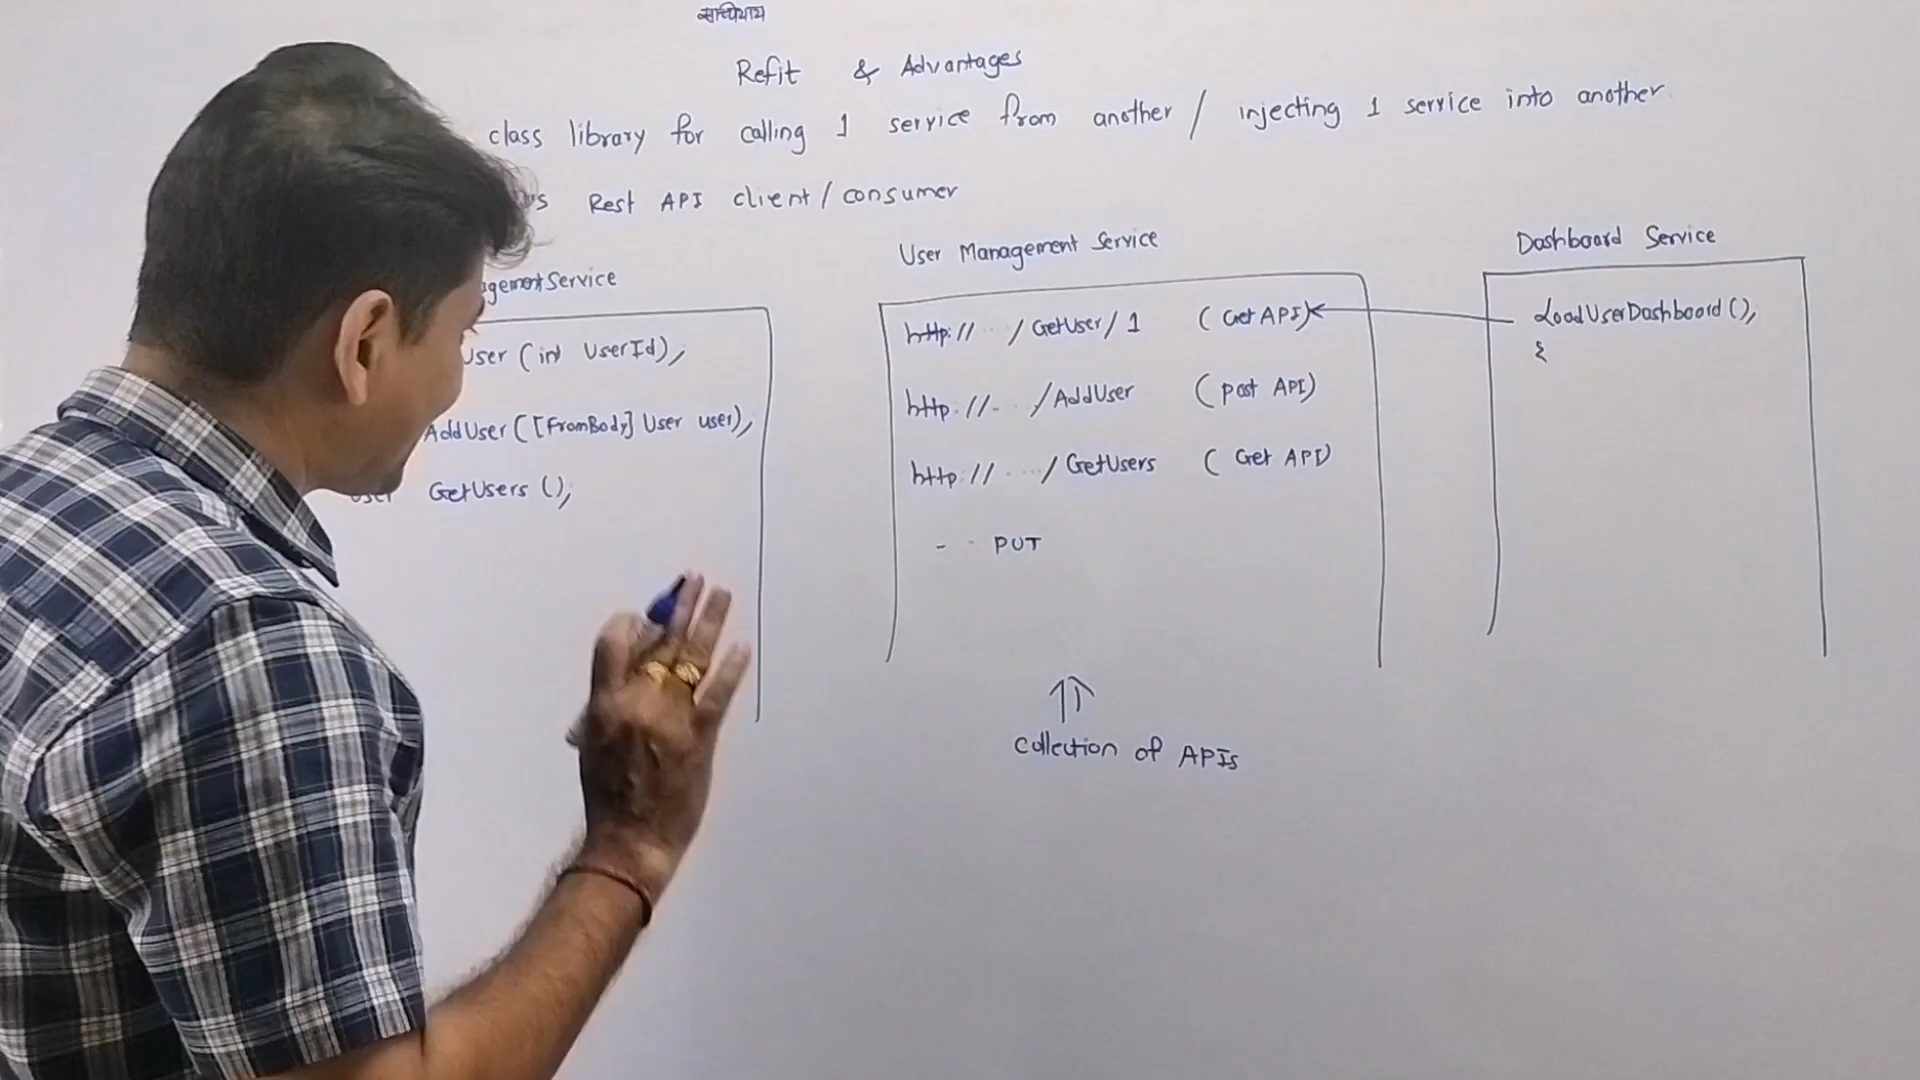 Refit & Advantages
class library for calling 1 service from another / injecting 1 service into another
Rest API client / consumer
User Management Service
Dashboard Service
agementService
http:// ···· / GetUser / 1 ( Get API)
LoadUserDashboard ();
User (int UserId);
{
http://- · · /AddUser ( post API)
AddUser ([FromBody] User user);
http:// · ··· / GetUsers ( Get API)
User GetUsers ();
- · PUT
collection of APIs